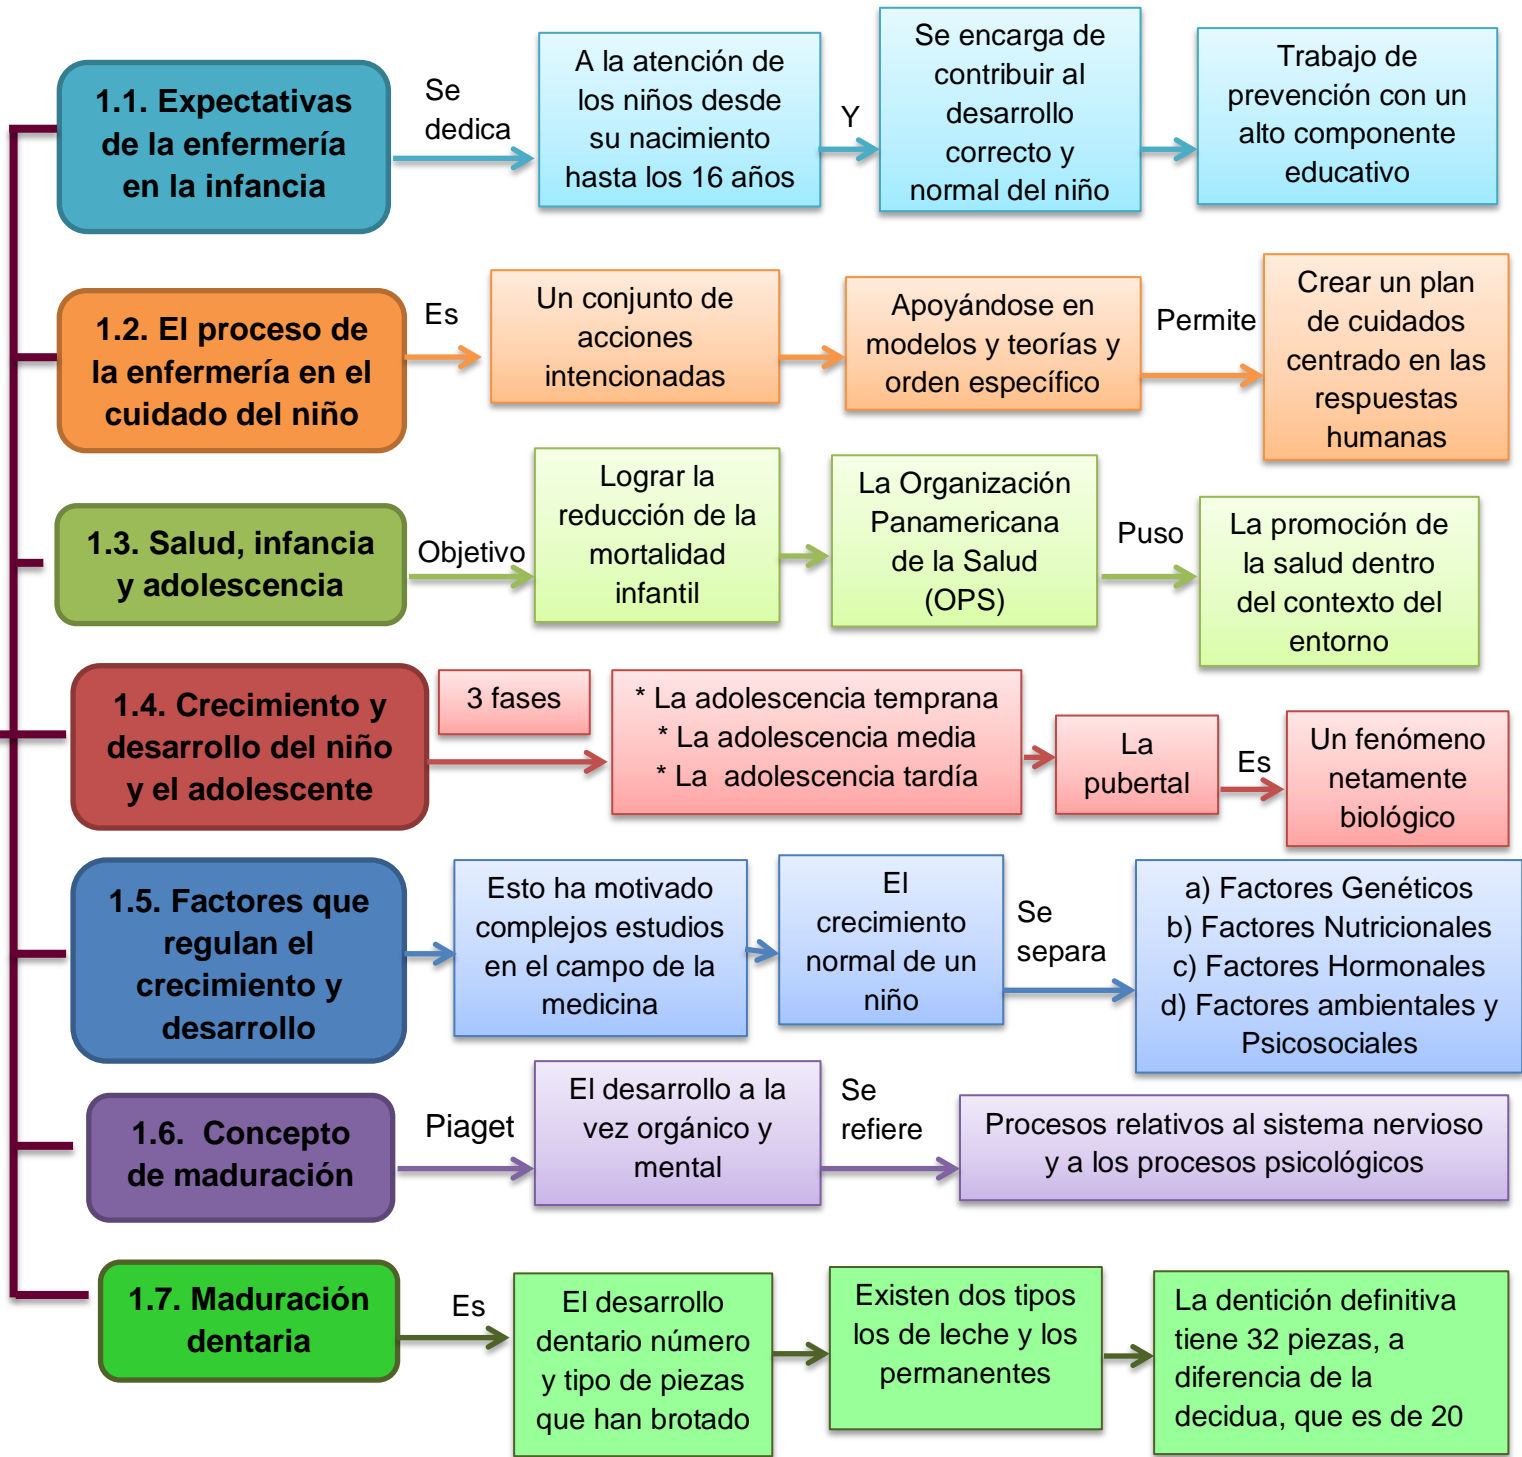 1.1. Expectativas
de la enfermería
en la infancia
Se
dedica
A la atención de
los niños desde
su nacimiento
hasta los 16 años
Y
Se encarga de
contribuir al
desarrollo
correcto y
normal del niño
Trabajo de
prevención con un
alto componente
educativo
1.2. El proceso de
la enfermería en el
cuidado del niño
Es
Un conjunto de
acciones
intencionadas
Apoyándose en
modelos y teorías y
orden específico
Permite
Crear un plan
de cuidados
centrado en las
respuestas
humanas
1.3. Salud, infancia
y adolescencia
Objetivo
Lograr la
reducción de la
mortalidad
infantil
La Organización
Panamericana
de la Salud
(OPS)
Puso
La promoción de
la salud dentro
del contexto del
entorno
1.4. Crecimiento y
desarrollo del niño
y el adolescente
3 fases
* La adolescencia temprana
* La adolescencia media
* La adolescencia tardía
La
pubertal
Es
Un fenómeno
netamente
biológico
1.5. Factores que
regulan el
crecimiento y
desarrollo
Esto ha motivado
complejos estudios
en el campo de la
medicina
El
crecimiento
normal de un
niño
Se
separa
a) Factores Genéticos
b) Factores Nutricionales
c) Factores Hormonales
d) Factores ambientales y
Psicosociales
1.6. Concepto
de maduración
Piaget
El desarrollo a la
vez orgánico y
mental
Se
refiere
Procesos relativos al sistema nervioso
y a los procesos psicológicos
1.7. Maduración
dentaria
Es
El desarrollo
dentario número
y tipo de piezas
que han brotado
Existen dos tipos
los de leche y los
permanentes
La dentición definitiva
tiene 32 piezas, a
diferencia de la
decidua, que es de 20